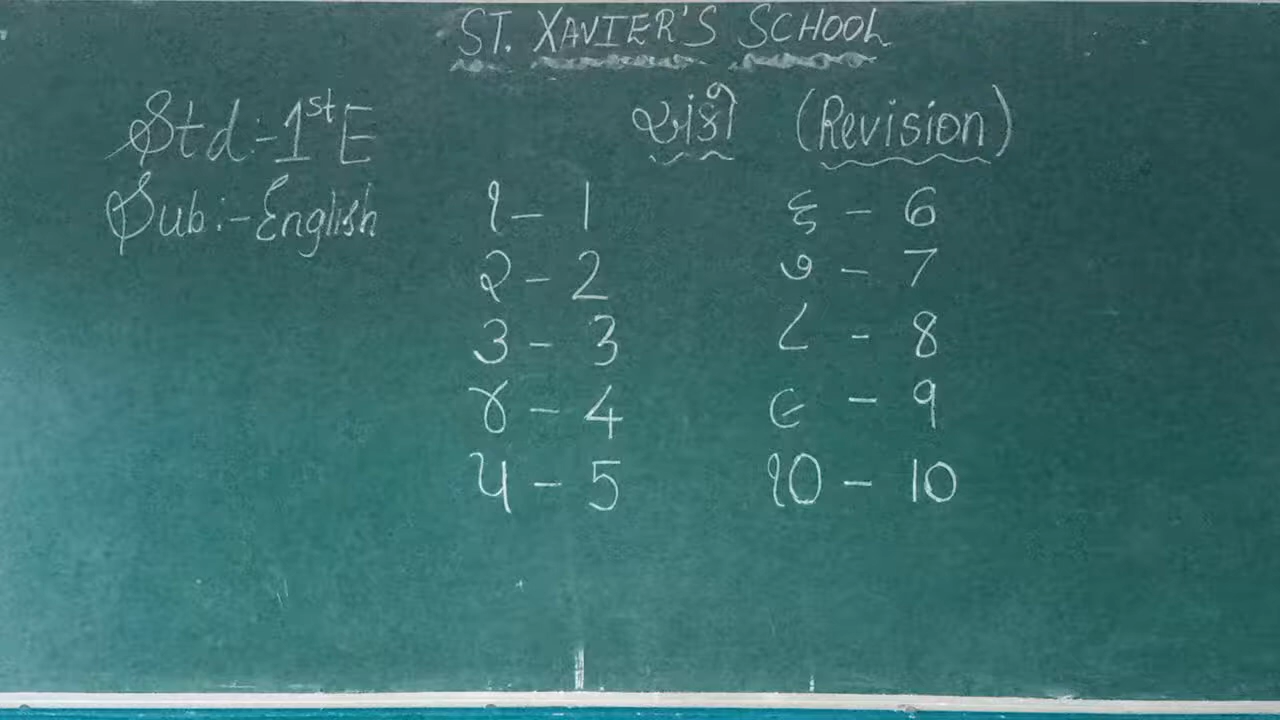 ST. XAVIER'S SCHOOL
Std:-1st E
અંકો (Revision)
Sub:-English
૧ – 1
૬ – 6
૨ – 2
૭ – 7
૩ – 3
૮ – 8
૪ – 4
૯ – 9
૫ – 5
૧૦ – 10